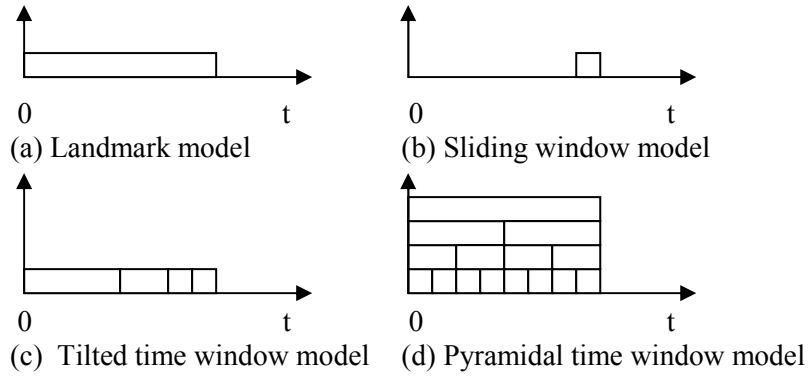 0 t
(a) Landmark model
0 t
(b) Sliding window model
0 t
(c) Tilted time window model
0 t
(d) Pyramidal time window model